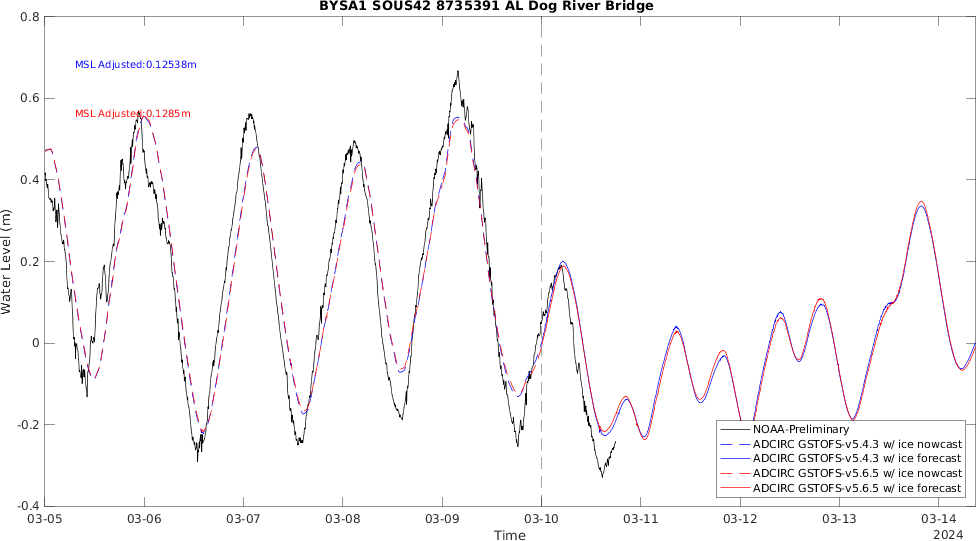 BYSA1 SOUS42 8735391 AL Dog River Bridge
0.8
MSL Adjusted:0.12538m
0.6
MSL Adjusted:0.1285m
0.4
Water Level (m)
0.2
0
-0.2
-0.4
NOAA-Preliminary
ADCIRC GSTOFS-v5.4.3 w/ ice nowcast
ADCIRC GSTOFS-v5.4.3 w/ ice forecast
ADCIRC GSTOFS-v5.6.5 w/ ice nowcast
ADCIRC GSTOFS-v5.6.5 w/ ice forecast
03-05 03-06 03-07 03-08 03-09 03-10 03-11 03-12 03-13 03-14
Time
2024